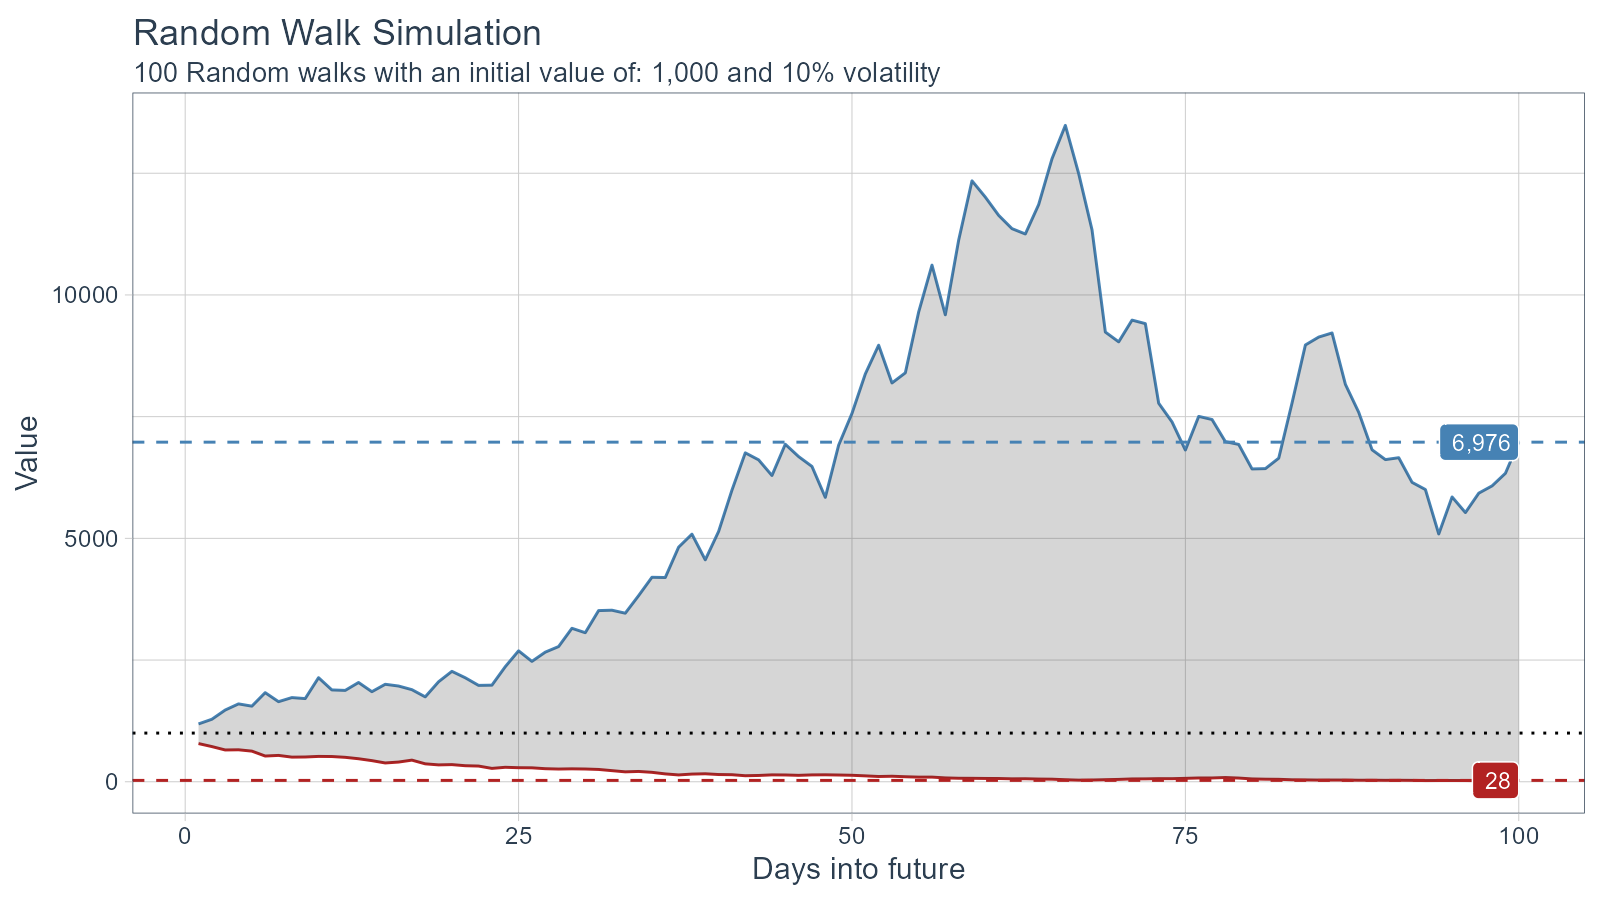 Random Walk Simulation
100 Random walks with an initial value of: 1,000 and 10% volatility
Value
10000
5000
0
6,976
28
0 25 50 75 100
Days into future